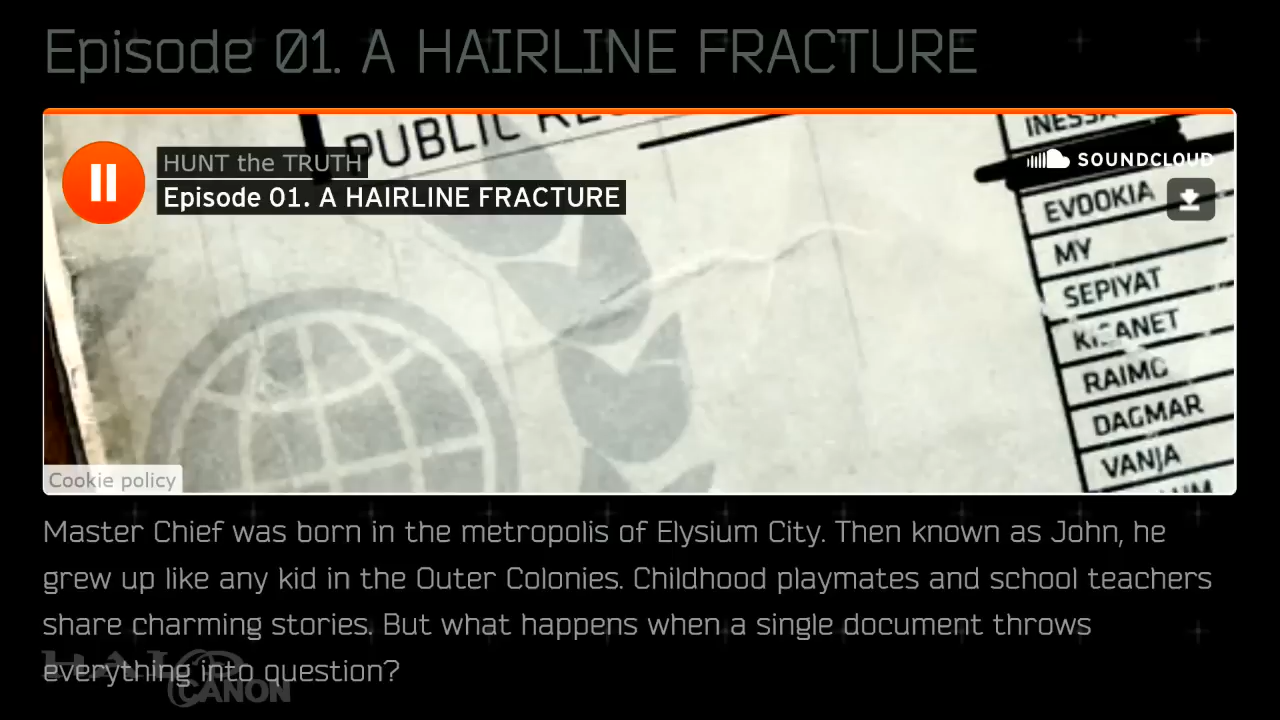 Episode 01. A HAIRLINE FRACTURE
PUBLIC
INESSA
HUNT the TRUTH
SOUNDCLOUD
Episode 01. A HAIRLINE FRACTURE
EVDOKIA
MY
SEPIYAT
RAIMO
DAGMAR
VANJA
Cookie policy
Master Chief was born in the metropolis of Elysium City. Then known as John, he
grew up like any kid in the Outer Colonies. Childhood playmates and school teachers
share charming stories. But what happens when a single document throws
everything into question?
HALO
CANON